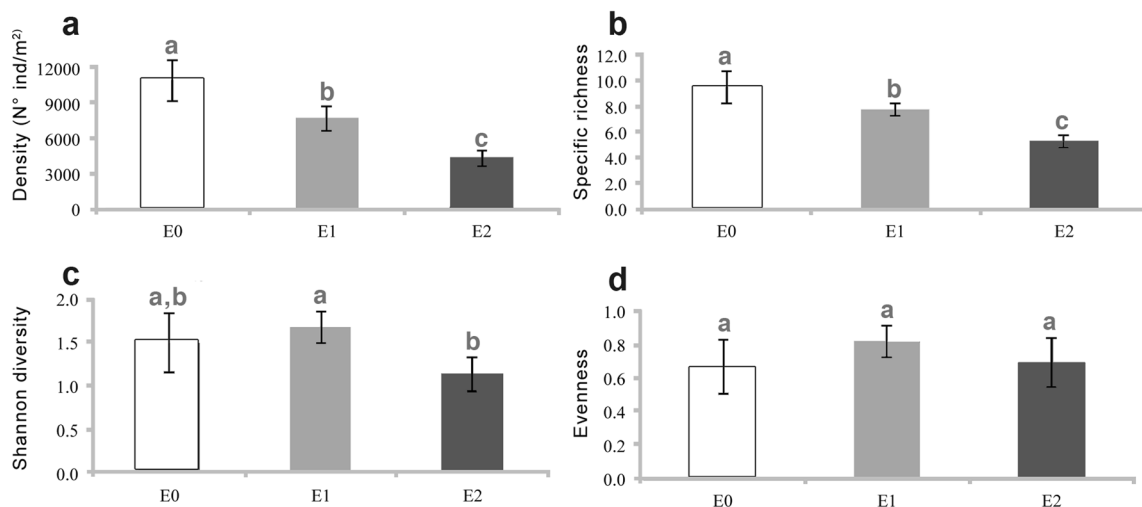 a
Density (N° ind/m²)
12000
9000
6000
3000
0
a
b
c
E0
E1
E2
b
Specific richness
12.0
10.0
8.0
6.0
4.0
2.0
0.0
a
b
c
E0
E1
E2
c
Shannon diversity
2.0
1.5
1.0
0.5
0.0
a,b
a
b
E0
E1
E2
d
Evenness
1.0
0.8
0.6
0.4
0.2
0.0
a
a
a
E0
E1
E2